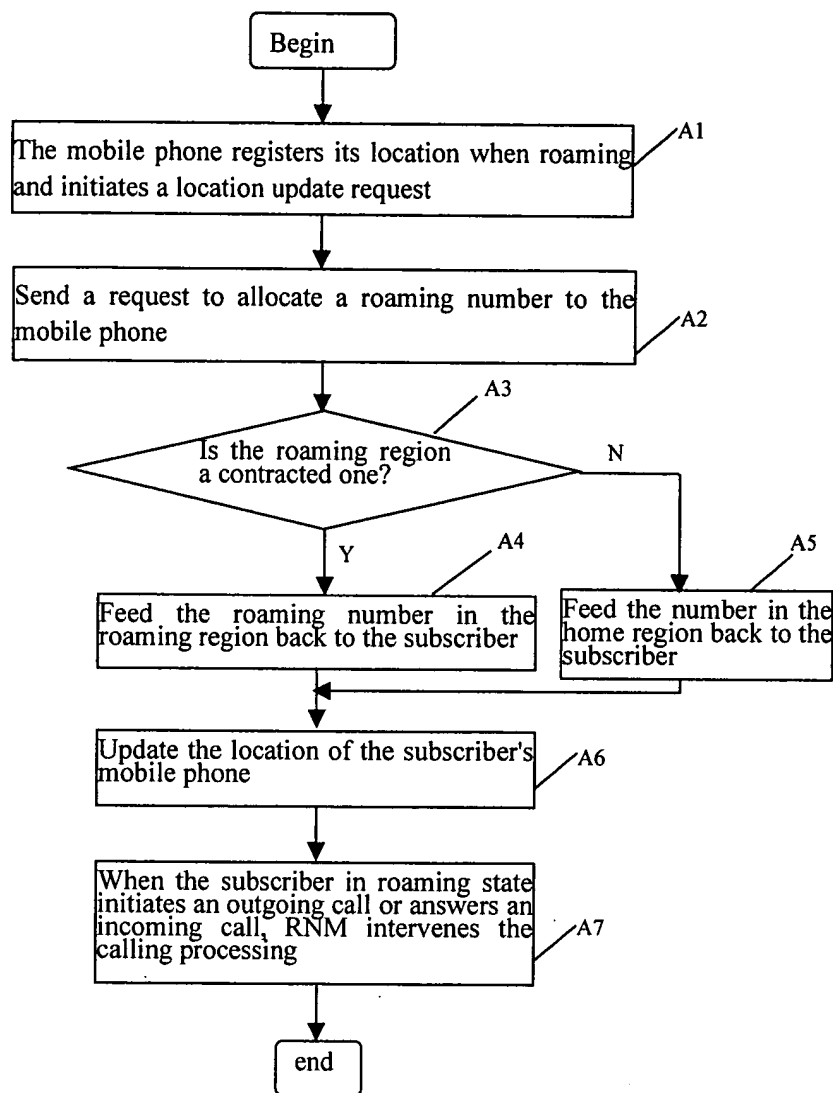 Begin
A1
The mobile phone registers its location when roaming
and initiates a location update request
Send a request to allocate a roaming number to the
mobile phone
A2
A3
Is the roaming region
a contracted one?
N
Y
A4
A5
Feed the roaming number in the
roaming region back to the subscriber
Feed the number in the
home region back to the
subscriber
Update the location of the subscriber's
mobile phone
A6
When the subscriber in roaming state
initiates an outgoing call or answers an
incoming call, RNM intervenes the
calling processing
A7
end